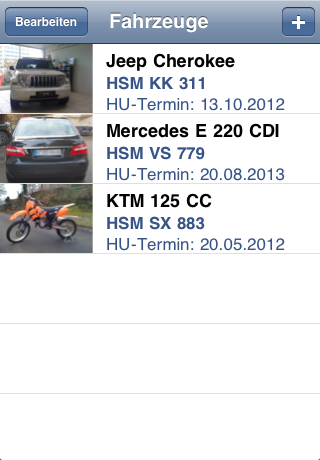 Bearbeiten
Fahrzeuge
+
Jeep Cherokee
HSM KK 311
HU-Termin: 13.10.2012
Mercedes E 220 CDI
HSM VS 779
HU-Termin: 20.08.2013
KTM 125 CC
HSM SX 883
HU-Termin: 20.05.2012